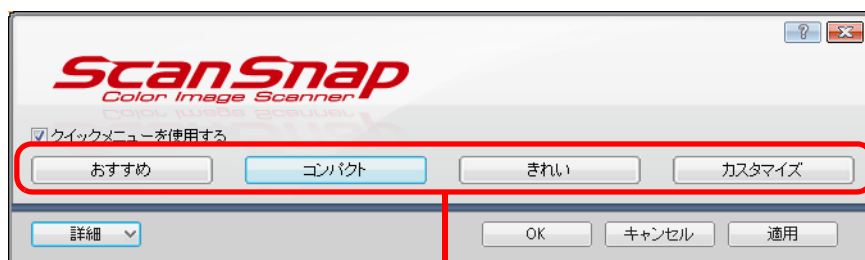 ScanSnap
Color Image Scanner
クイックメニューを使用する
おすすめ コンパクト きれい カスタマイズ
詳細 OK キャンセル 適用